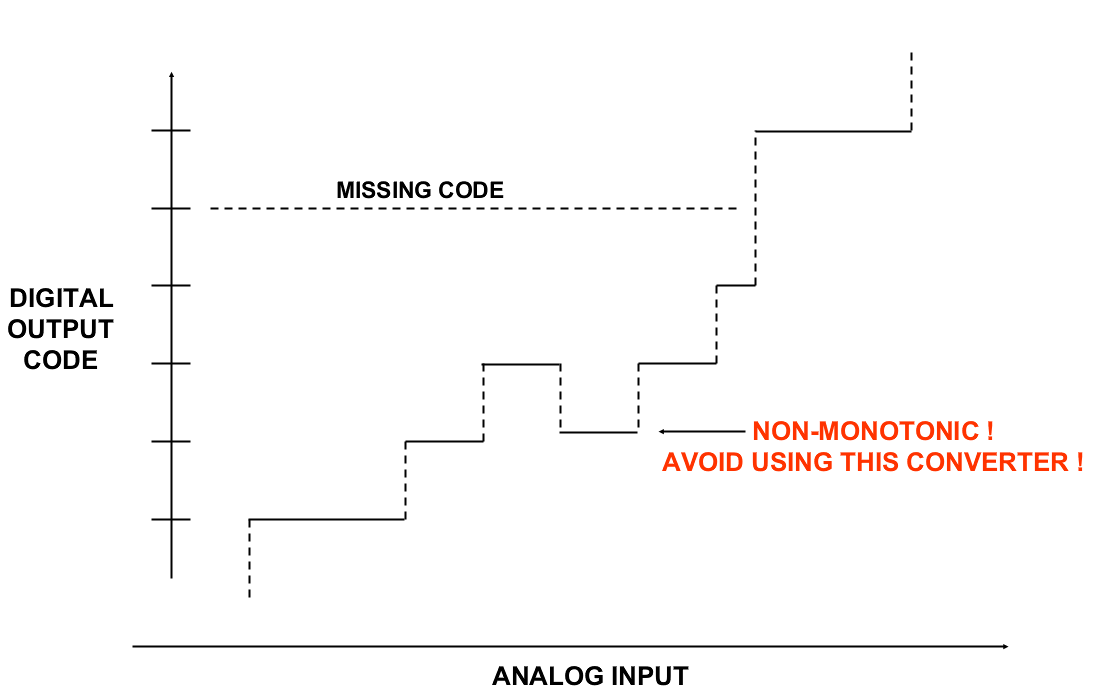 MISSING CODE
DIGITAL
OUTPUT
CODE
NON-MONOTONIC !
AVOID USING THIS CONVERTER !
ANALOG INPUT